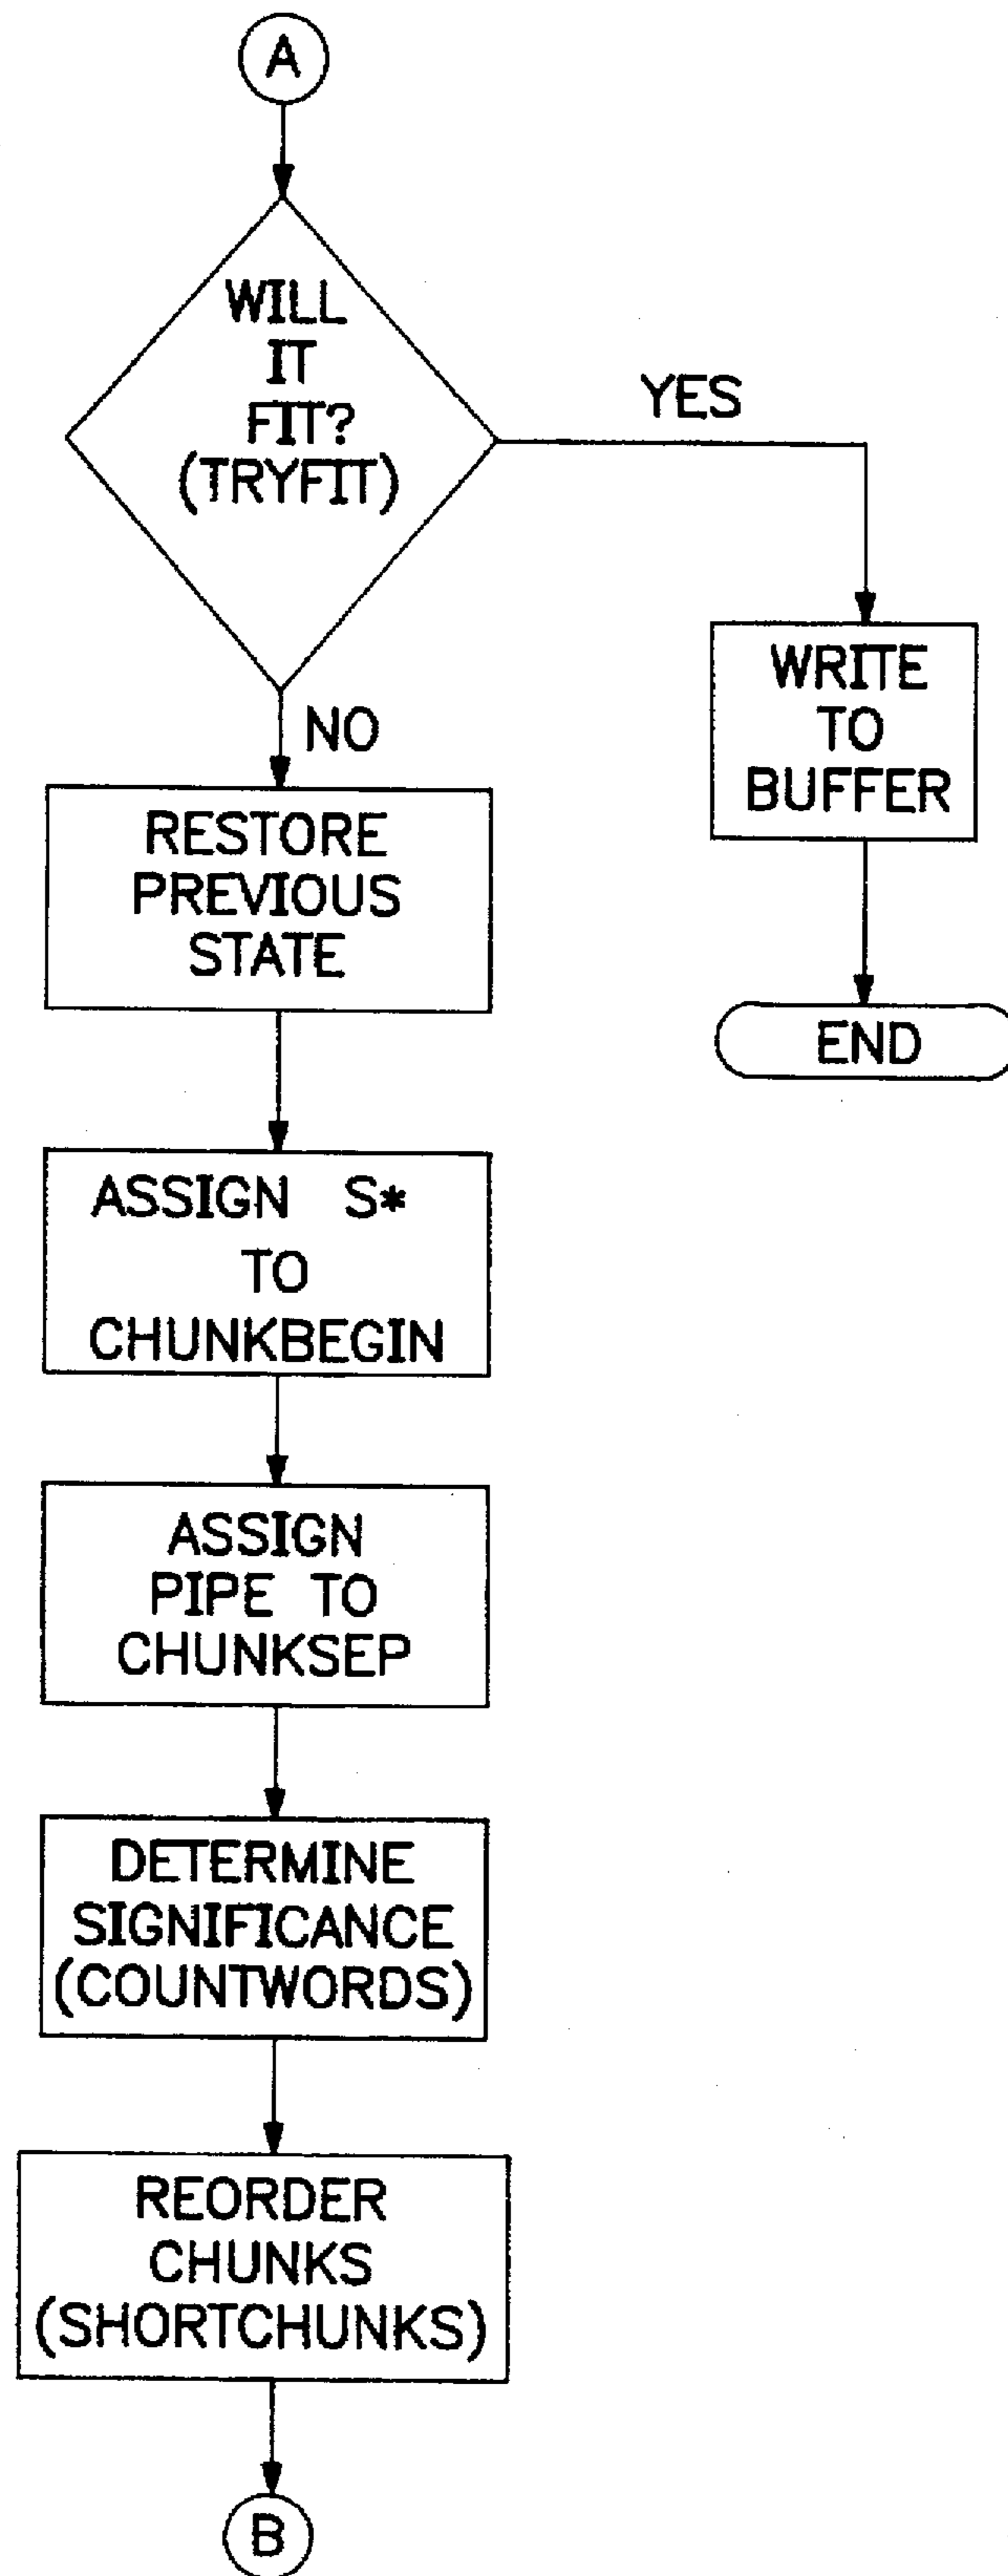 A
WILL
IT
FIT?
(TRYFIT)
YES
WRITE
TO
BUFFER
END
NO
RESTORE
PREVIOUS
STATE
ASSIGN S*
TO
CHUNKBEGIN
ASSIGN
PIPE TO
CHUNKSEP
DETERMINE
SIGNIFICANCE
(COUNTWORDS)
REORDER
CHUNKS
(SHORTCHUNKS)
B